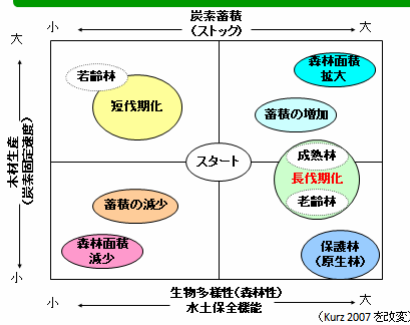 炭素蓄積
（ストック）
小
大
大
小
木材生産
（炭素固定速度）
若齢林
短伐期化
森林面積
拡大
蓄積の増加
スタート
成熟林
長伐期化
老齢林
蓄積の減少
森林面積
減少
保護林
（原生林）
小
大
生物多様性（森林性）
水土保全機能
（Kurz 2007 を改変）